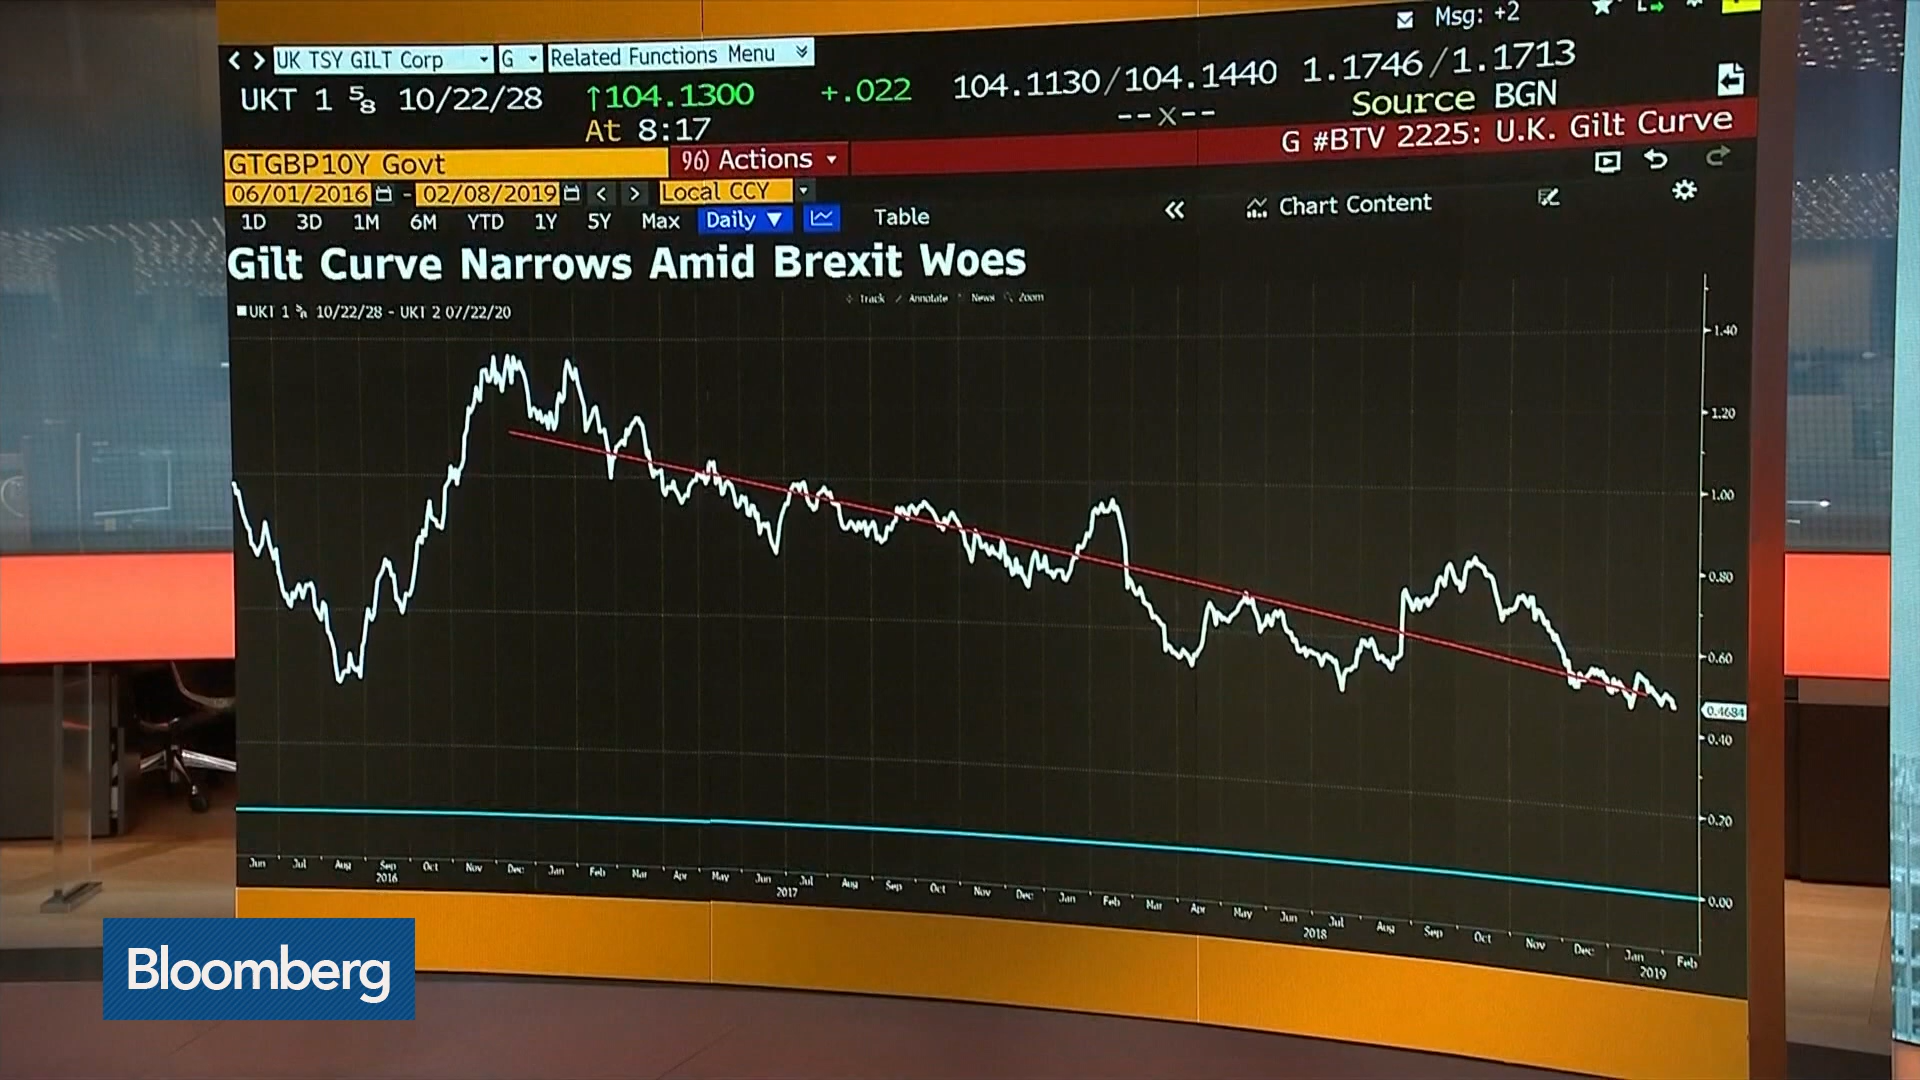 Msg: +2
UK TSY GILT Corp G Related Functions Menu
UKT 1 ⅝ 10/22/28 ↑104.1300 +.022 104.1130/104.1440 1.1746/1.1713
At 8:17 --x-- Source BGN
GTGBP10Y Govt 96) Actions G #BTV 2225: U.K. Gilt Curve
06/01/2016 - 02/08/2019 Local CCY
1D 3D 1M 6M YTD 1Y 5Y Max Daily ▼ Table « Chart Content
Gilt Curve Narrows Amid Brexit Woes
Track Annotate News Zoom
UKT 1 ⅝ 10/22/28 - UKT 2 07/22/20
1.40
1.20
1.00
0.80
0.60
0.4684
0.40
0.20
0.00
Jun Jul Aug Sep Oct Nov Dec Jan Feb Mar Apr May Jun Jul Aug Sep Oct Nov Dec Jan Feb Mar Apr May Jun Jul Aug Sep Oct Nov Dec Jan Feb
2016 2017 2018 2019
Bloomberg